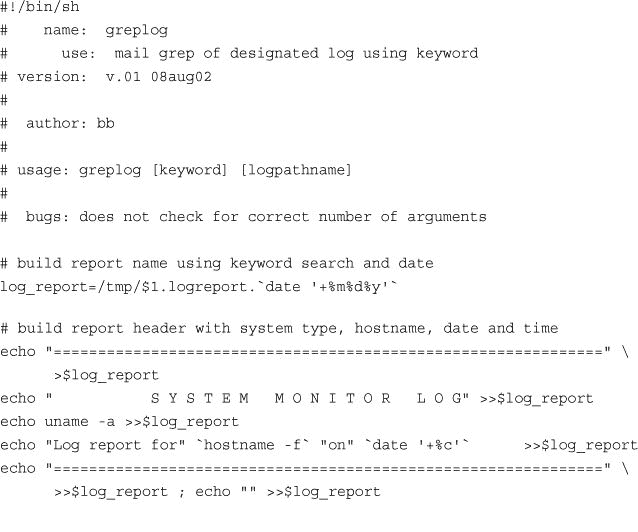 #!/bin/sh
#    name:  greplog
#      use:  mail grep of designated log using keyword
# version:  v.01 08aug02
#
#  author: bb
#
# usage: greplog [keyword] [logpathname]
#
#  bugs: does not check for correct number of arguments

# build report name using keyword search and date
log_report=/tmp/$1.logreport.`date '+%m%d%y'`

# build report header with system type, hostname, date and time
echo "==============================================================" \
      >$log_report
echo "           S Y S T E M   M O N I T O R   L O G" >>$log_report
echo uname -a >>$log_report
echo "Log report for" `hostname -f` "on" `date '+%c'`      >>$log_report
echo "==============================================================" \
      >>$log_report ; echo "" >>$log_report